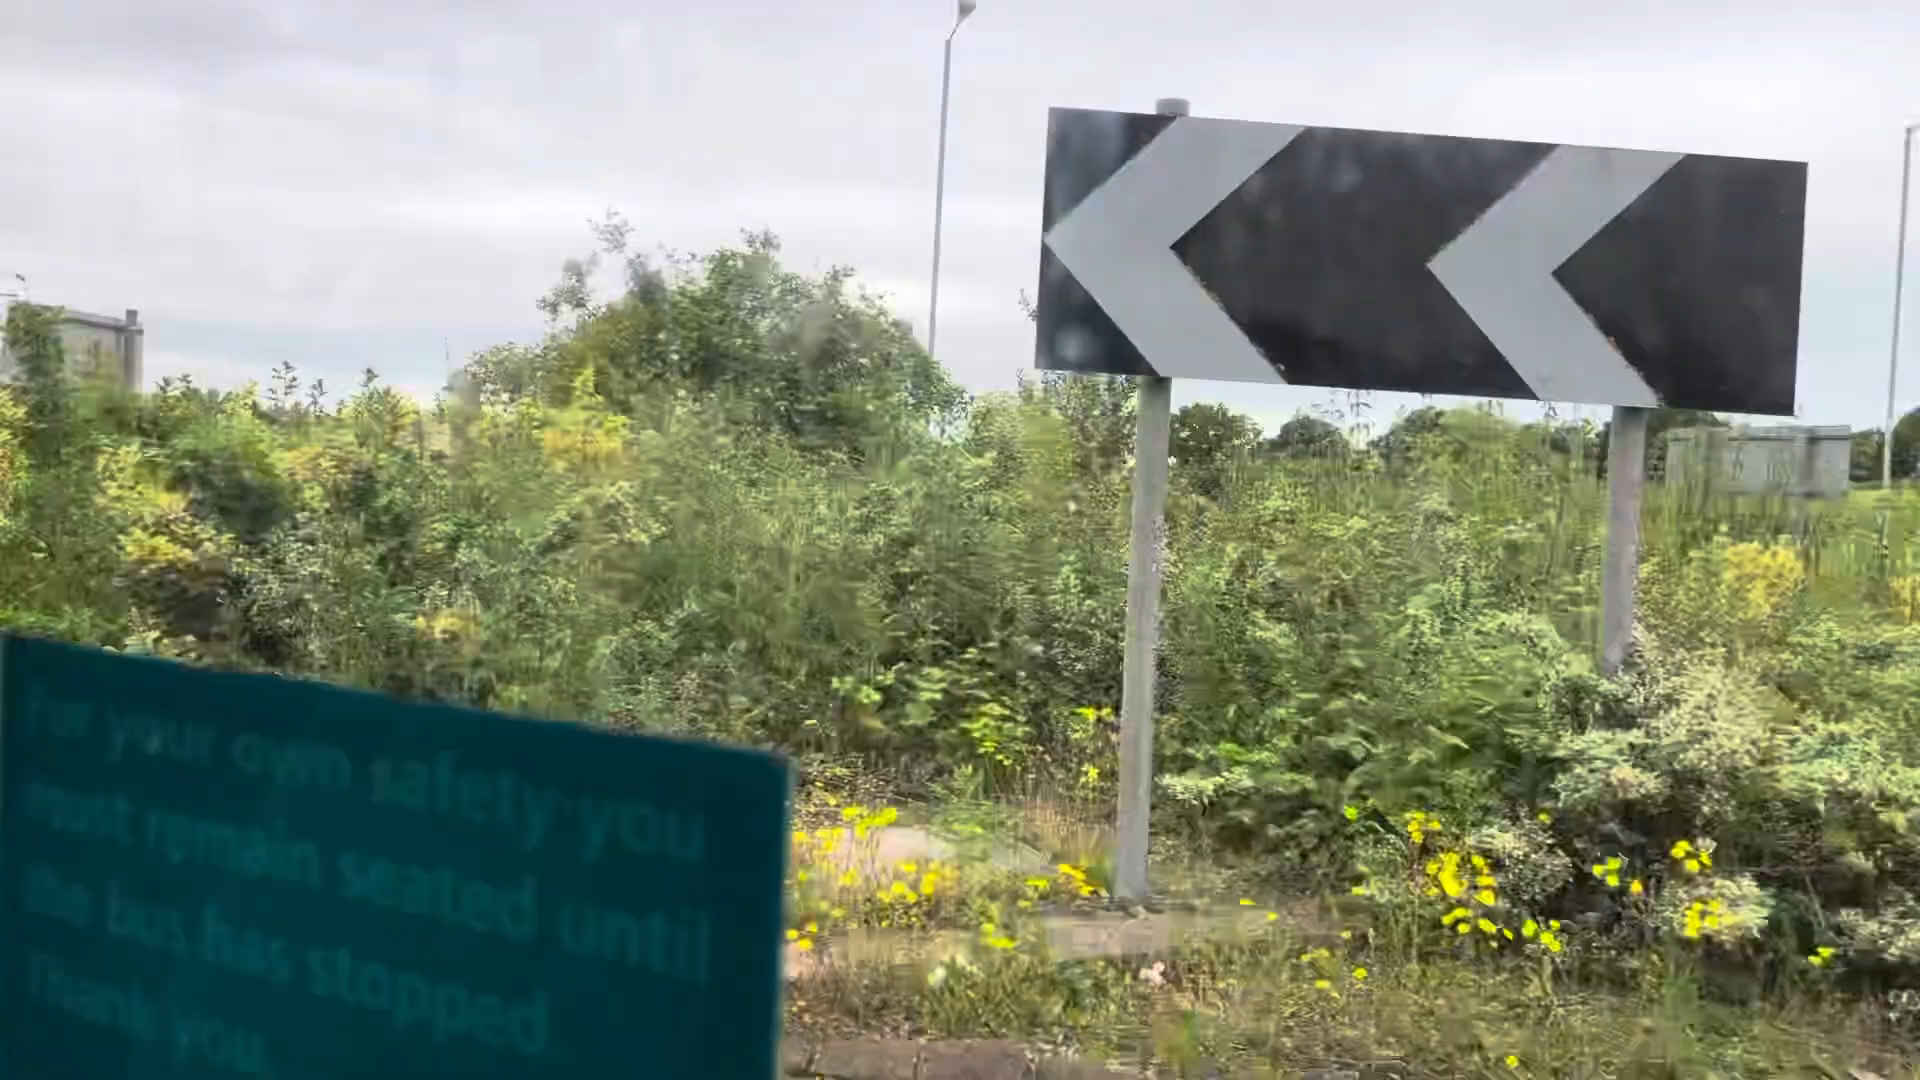 For your own safety you
must remain seated until
the bus has stopped
Thank you